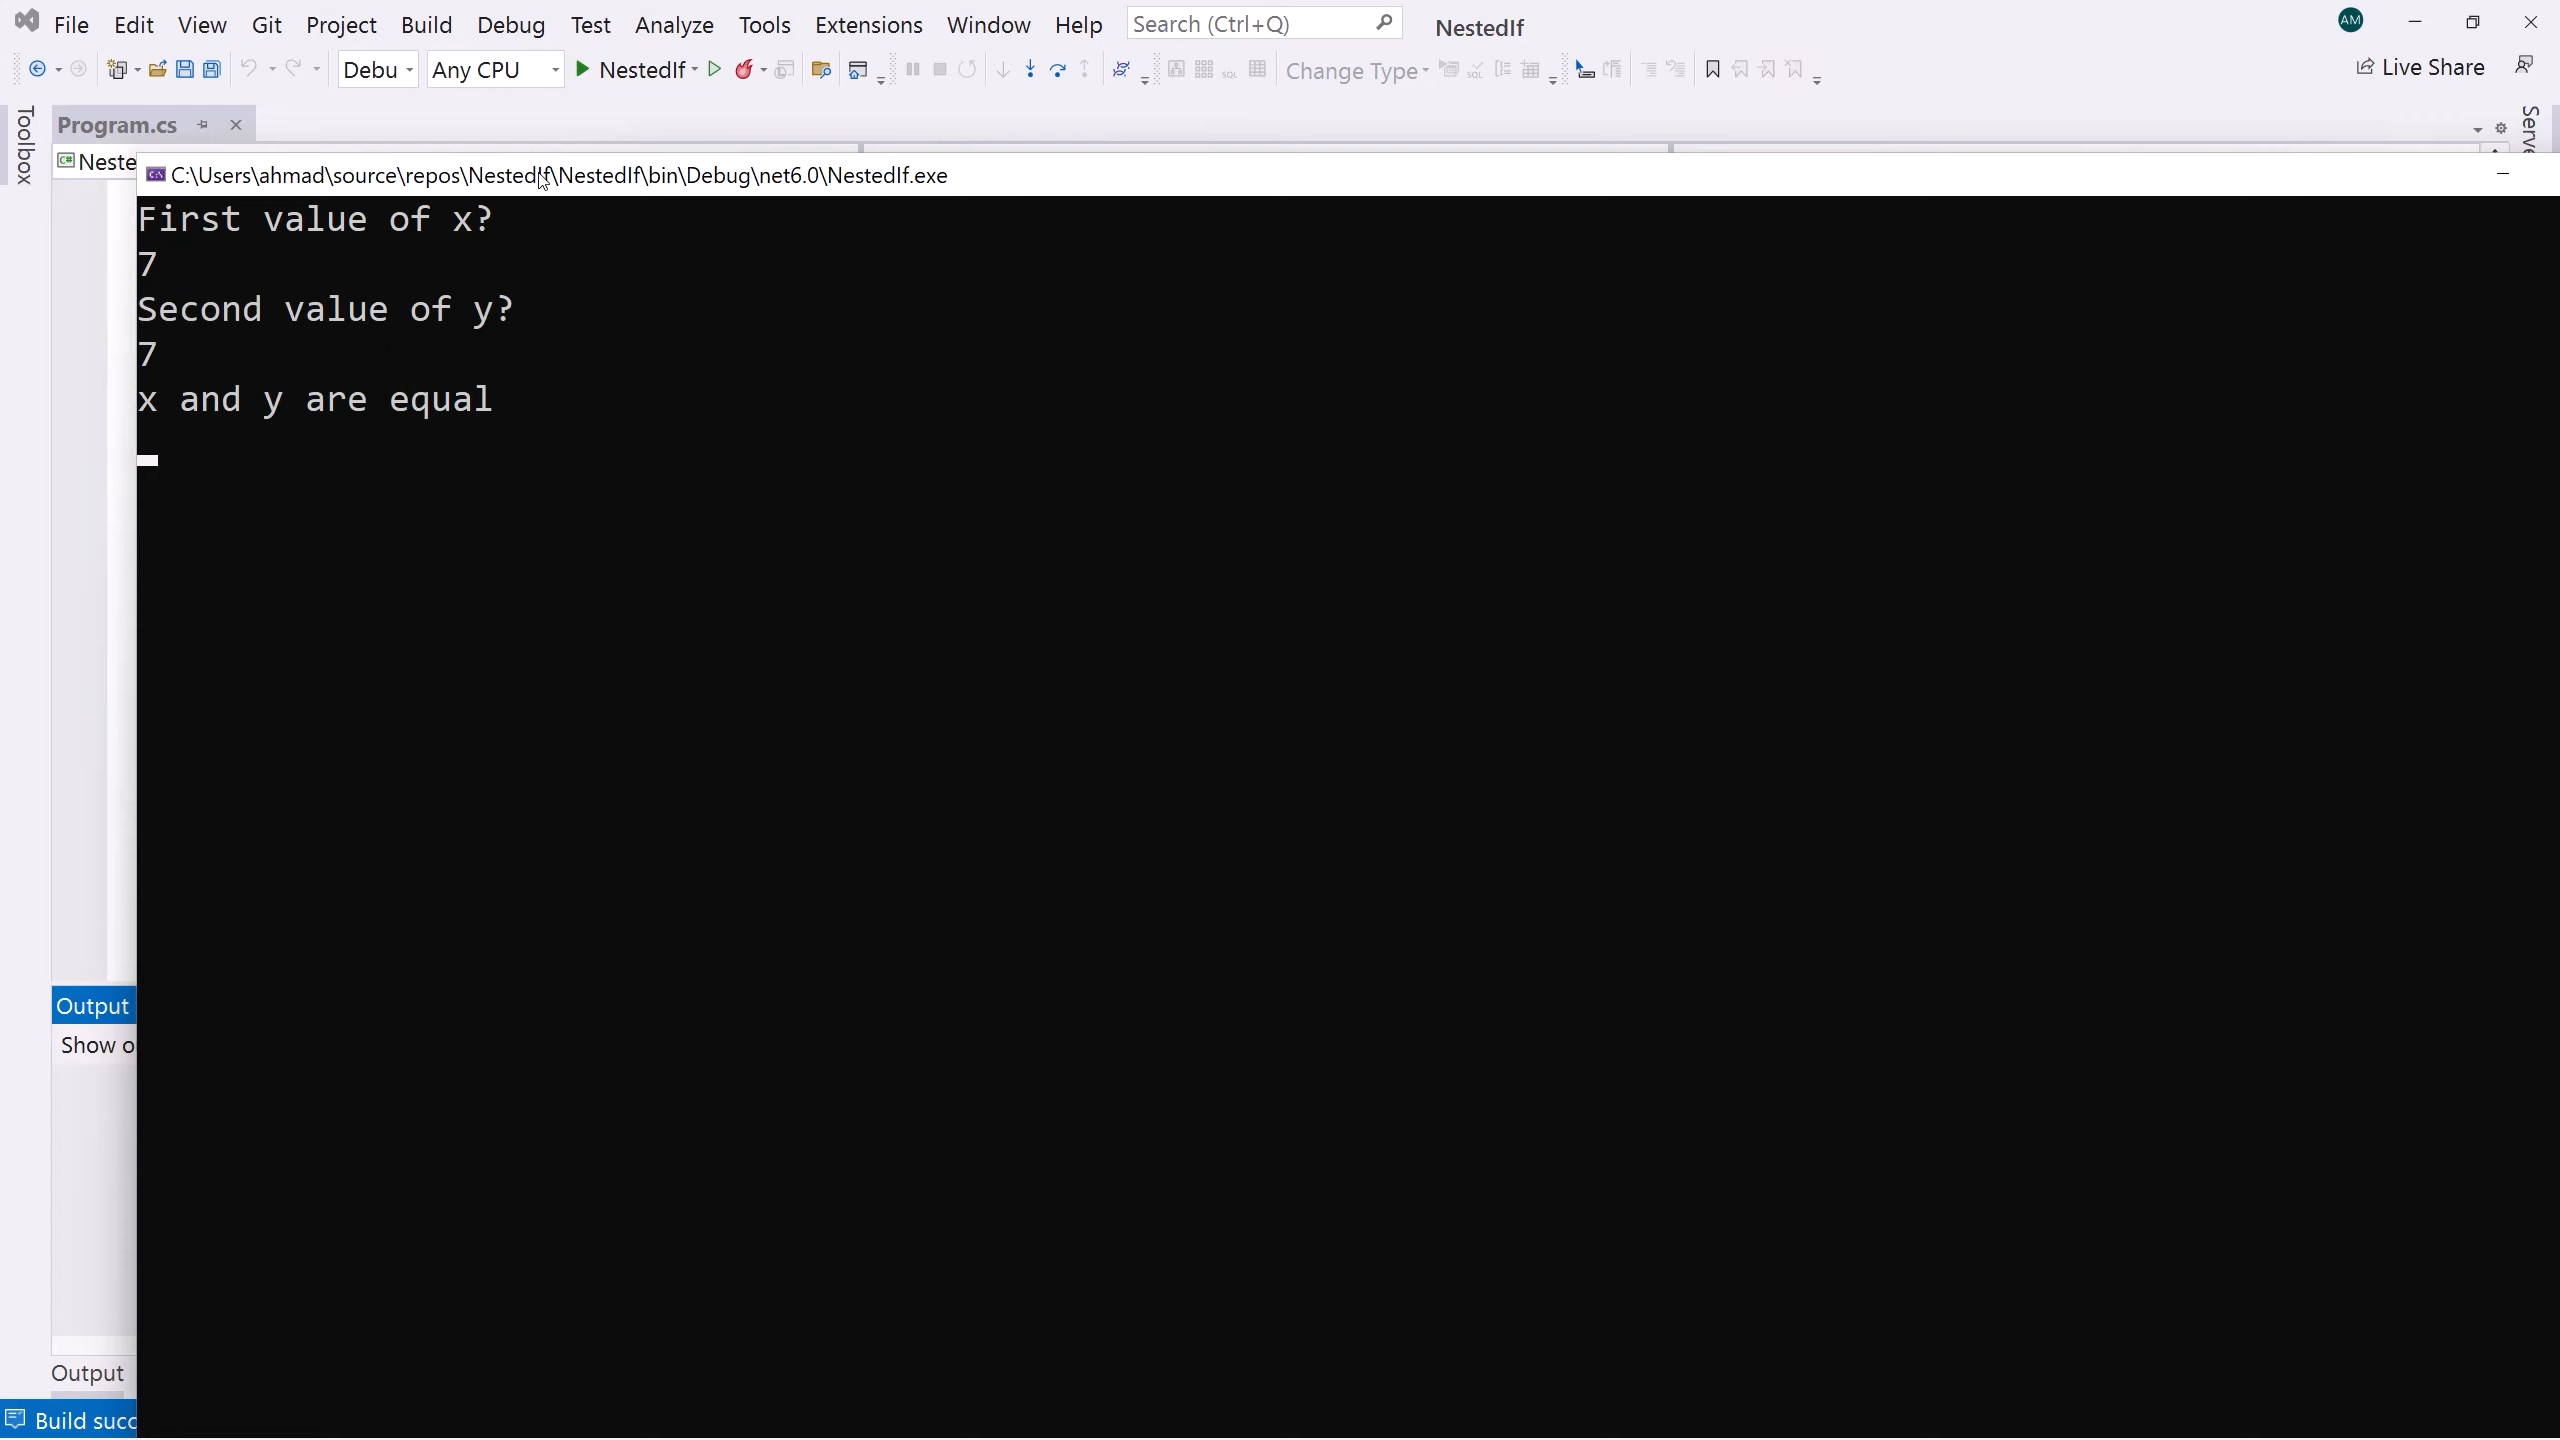 File Edit View Git Project Build Debug Test Analyze Tools Extensions Window Help Search (Ctrl+Q) NestedIf AM
Debu Any CPU NestedIf Change Type Live Share
Toolbox
Program.cs
Serve
Neste
C:\Users\ahmad\source\repos\NestedIf\NestedIf\bin\Debug\net6.0\NestedIf.exe
First value of x?
7
Second value of y?
7
x and y are equal
Output
Show o
Output
Build succ